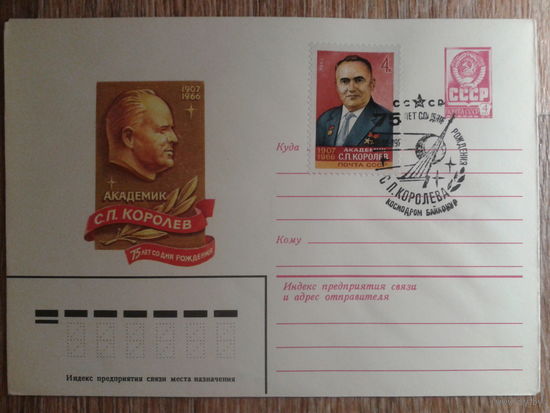 1907
1966
АКАДЕМИК
С.П. КОРОЛЕВ
75 ЛЕТ СО ДНЯ РОЖДЕНИЯ
4
1907
1966
АКАДЕМИК
С.П. КОРОЛЕВ
ПОЧТА СССР
СССР
4
СССР
75 ЛЕТ СО ДНЯ
РОЖДЕНИЯ
С.П. КОРОЛЕВА
КОСМОДРОМ БАЙКОНУР
Куда
Кому
Индекс предприятия связи
и адрес отправителя
Индекс предприятия связи места назначения